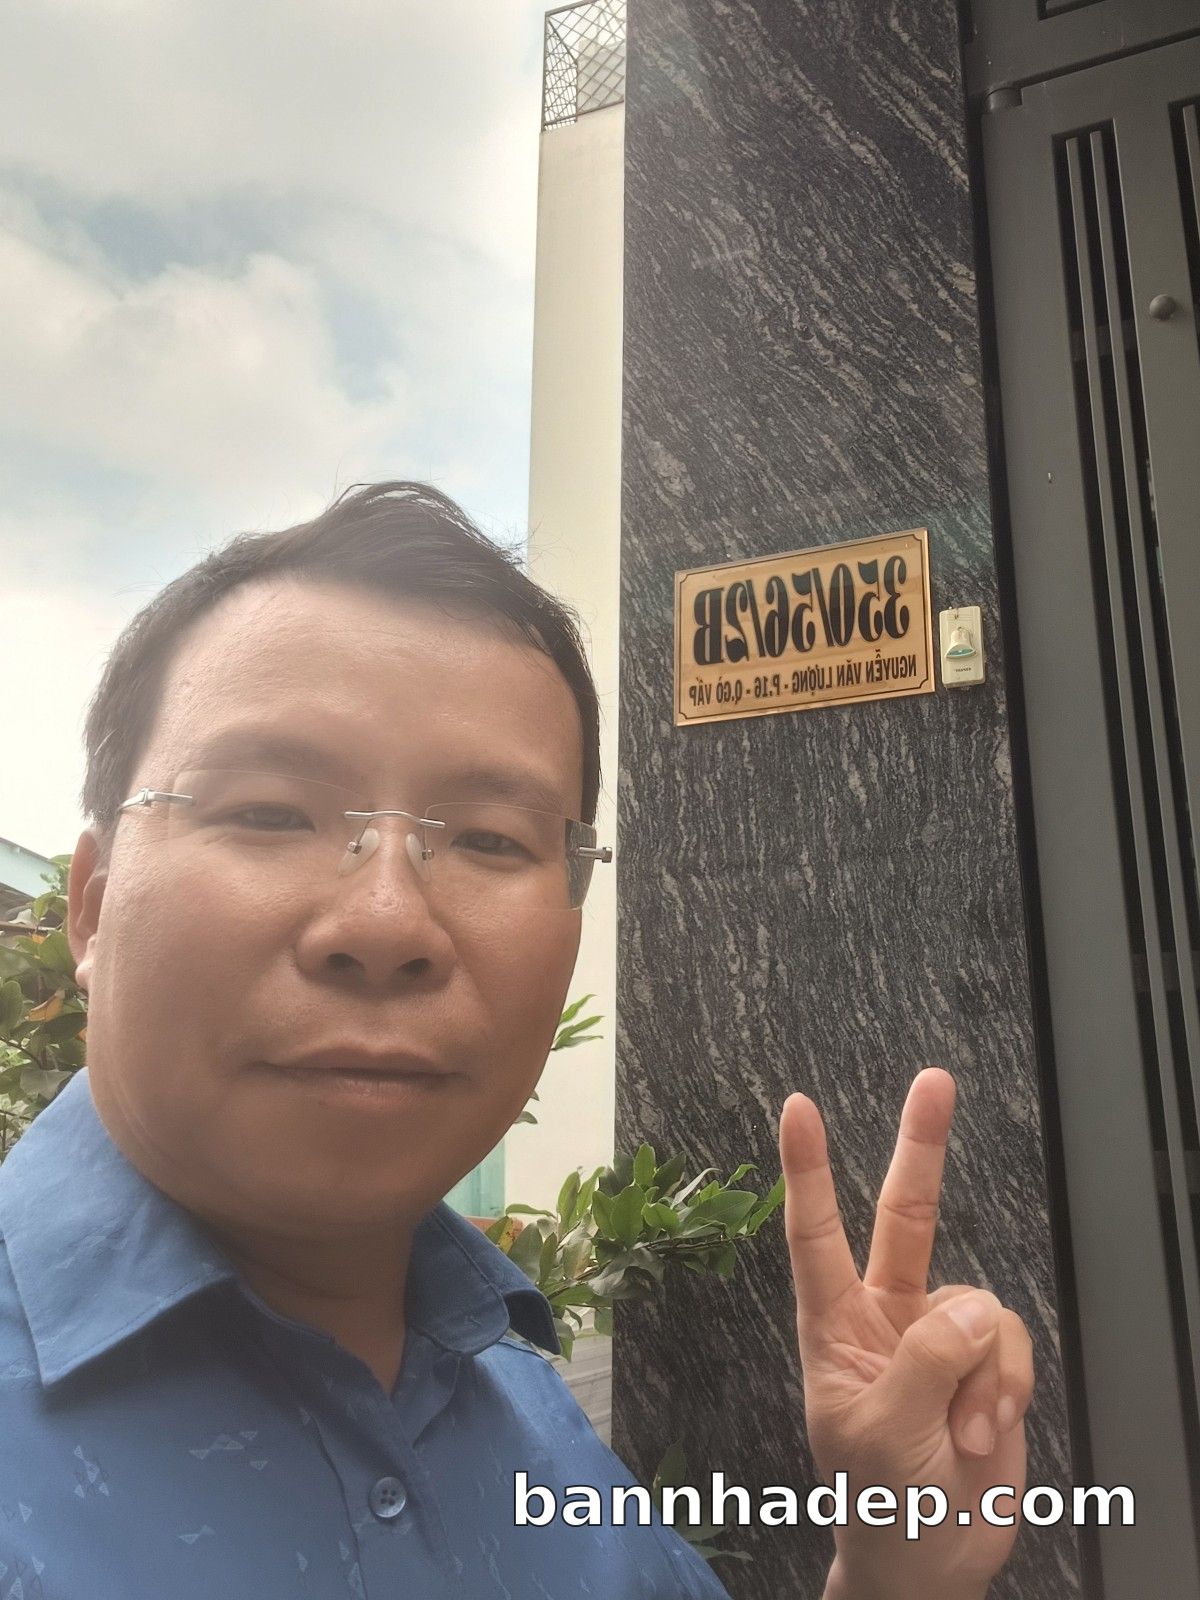 350/56/2B
NGUYỄN VĂN LƯỢNG - P.16 - Q.GÒ VẤP
bannhadep.com